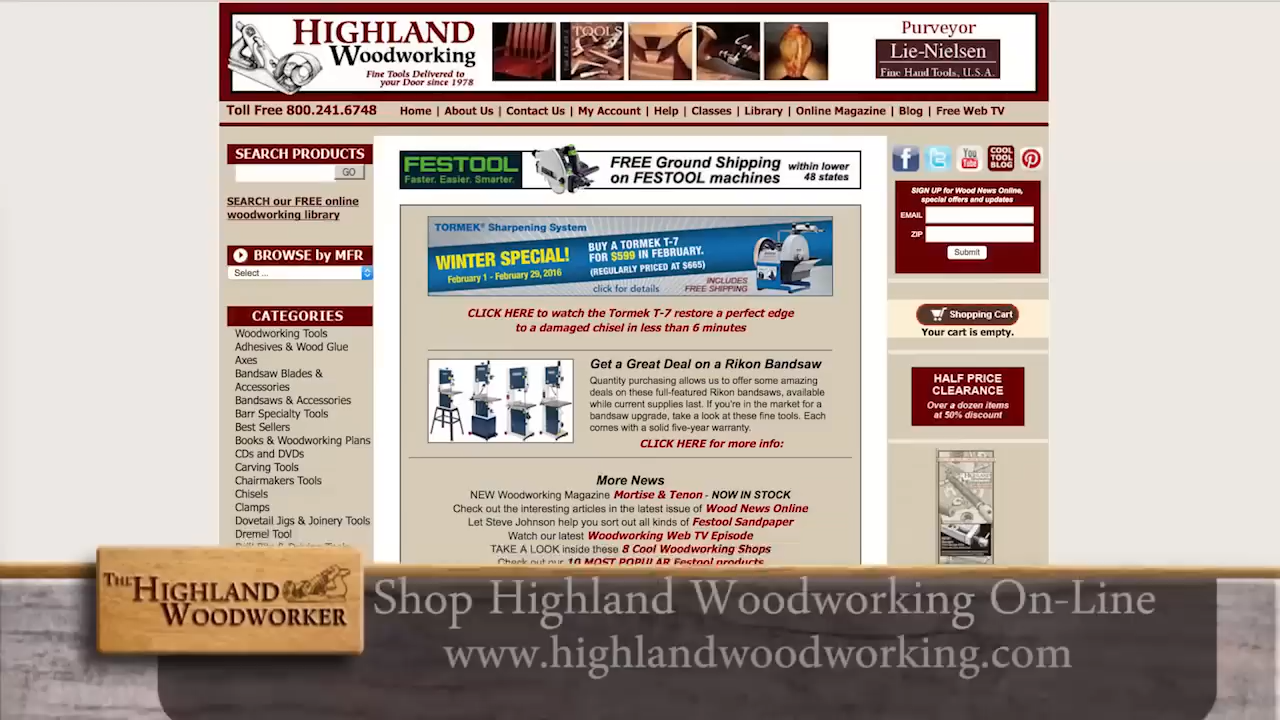 HIGHLAND
Woodworking
Fine Tools Delivered to
your Door since 1978
TOOLS
Purveyor
Lie-Nielsen
Fine Hand Tools, U.S.A.
Toll Free 800.241.6748
Home | About Us | Contact Us | My Account | Help | Classes | Library | Online Magazine | Blog | Free Web TV
SEARCH PRODUCTS
GO
SEARCH our FREE online
woodworking library
BROWSE by MFR
Select ...
CATEGORIES
Woodworking Tools
Adhesives & Wood Glue
Axes
Bandsaw Blades &
Accessories
Bandsaws & Accessories
Barr Specialty Tools
Best Sellers
Books & Woodworking Plans
CDs and DVDs
Carving Tools
Chairmakers Tools
Chisels
Clamps
Dovetail Jigs & Joinery Tools
Dremel Tool
FESTOOL
Faster. Easier. Smarter.
FREE Ground Shipping
on FESTOOL machines
within lower
48 states
TORMEK® Sharpening System
WINTER SPECIAL!
February 1 - February 29, 2016
BUY A TORMEK T-7
FOR $599 IN FEBRUARY.
(REGULARLY PRICED AT $665)
click for details
INCLUDES
FREE SHIPPING
CLICK HERE to watch the Tormek T-7 restore a perfect edge
to a damaged chisel in less than 6 minutes
Get a Great Deal on a Rikon Bandsaw
Quantity purchasing allows us to offer some amazing
deals on these full-featured Rikon bandsaws, available
while current supplies last. If you're in the market for a
bandsaw upgrade, take a look at these fine tools. Each
comes with a solid five-year warranty.
CLICK HERE for more info:
More News
NEW Woodworking Magazine Mortise & Tenon - NOW IN STOCK
Check out the interesting articles in the latest issue of Wood News Online
Let Steve Johnson help you sort out all kinds of Festool Sandpaper
Watch our latest Woodworking Web TV Episode
TAKE A LOOK inside these 8 Cool Woodworking Shops
Check out our 10 MOST POPULAR Festool products
You
Tube
COOL
TOOL
BLOG
SIGN UP for Wood News Online,
special offers and updates
EMAIL
ZIP
Submit
Shopping Cart
Your cart is empty.
HALF PRICE
CLEARANCE
Over a dozen items
at 50% discount
THE HIGHLAND
WOODWORKER
Shop Highland Woodworking On-Line
www.highlandwoodworking.com